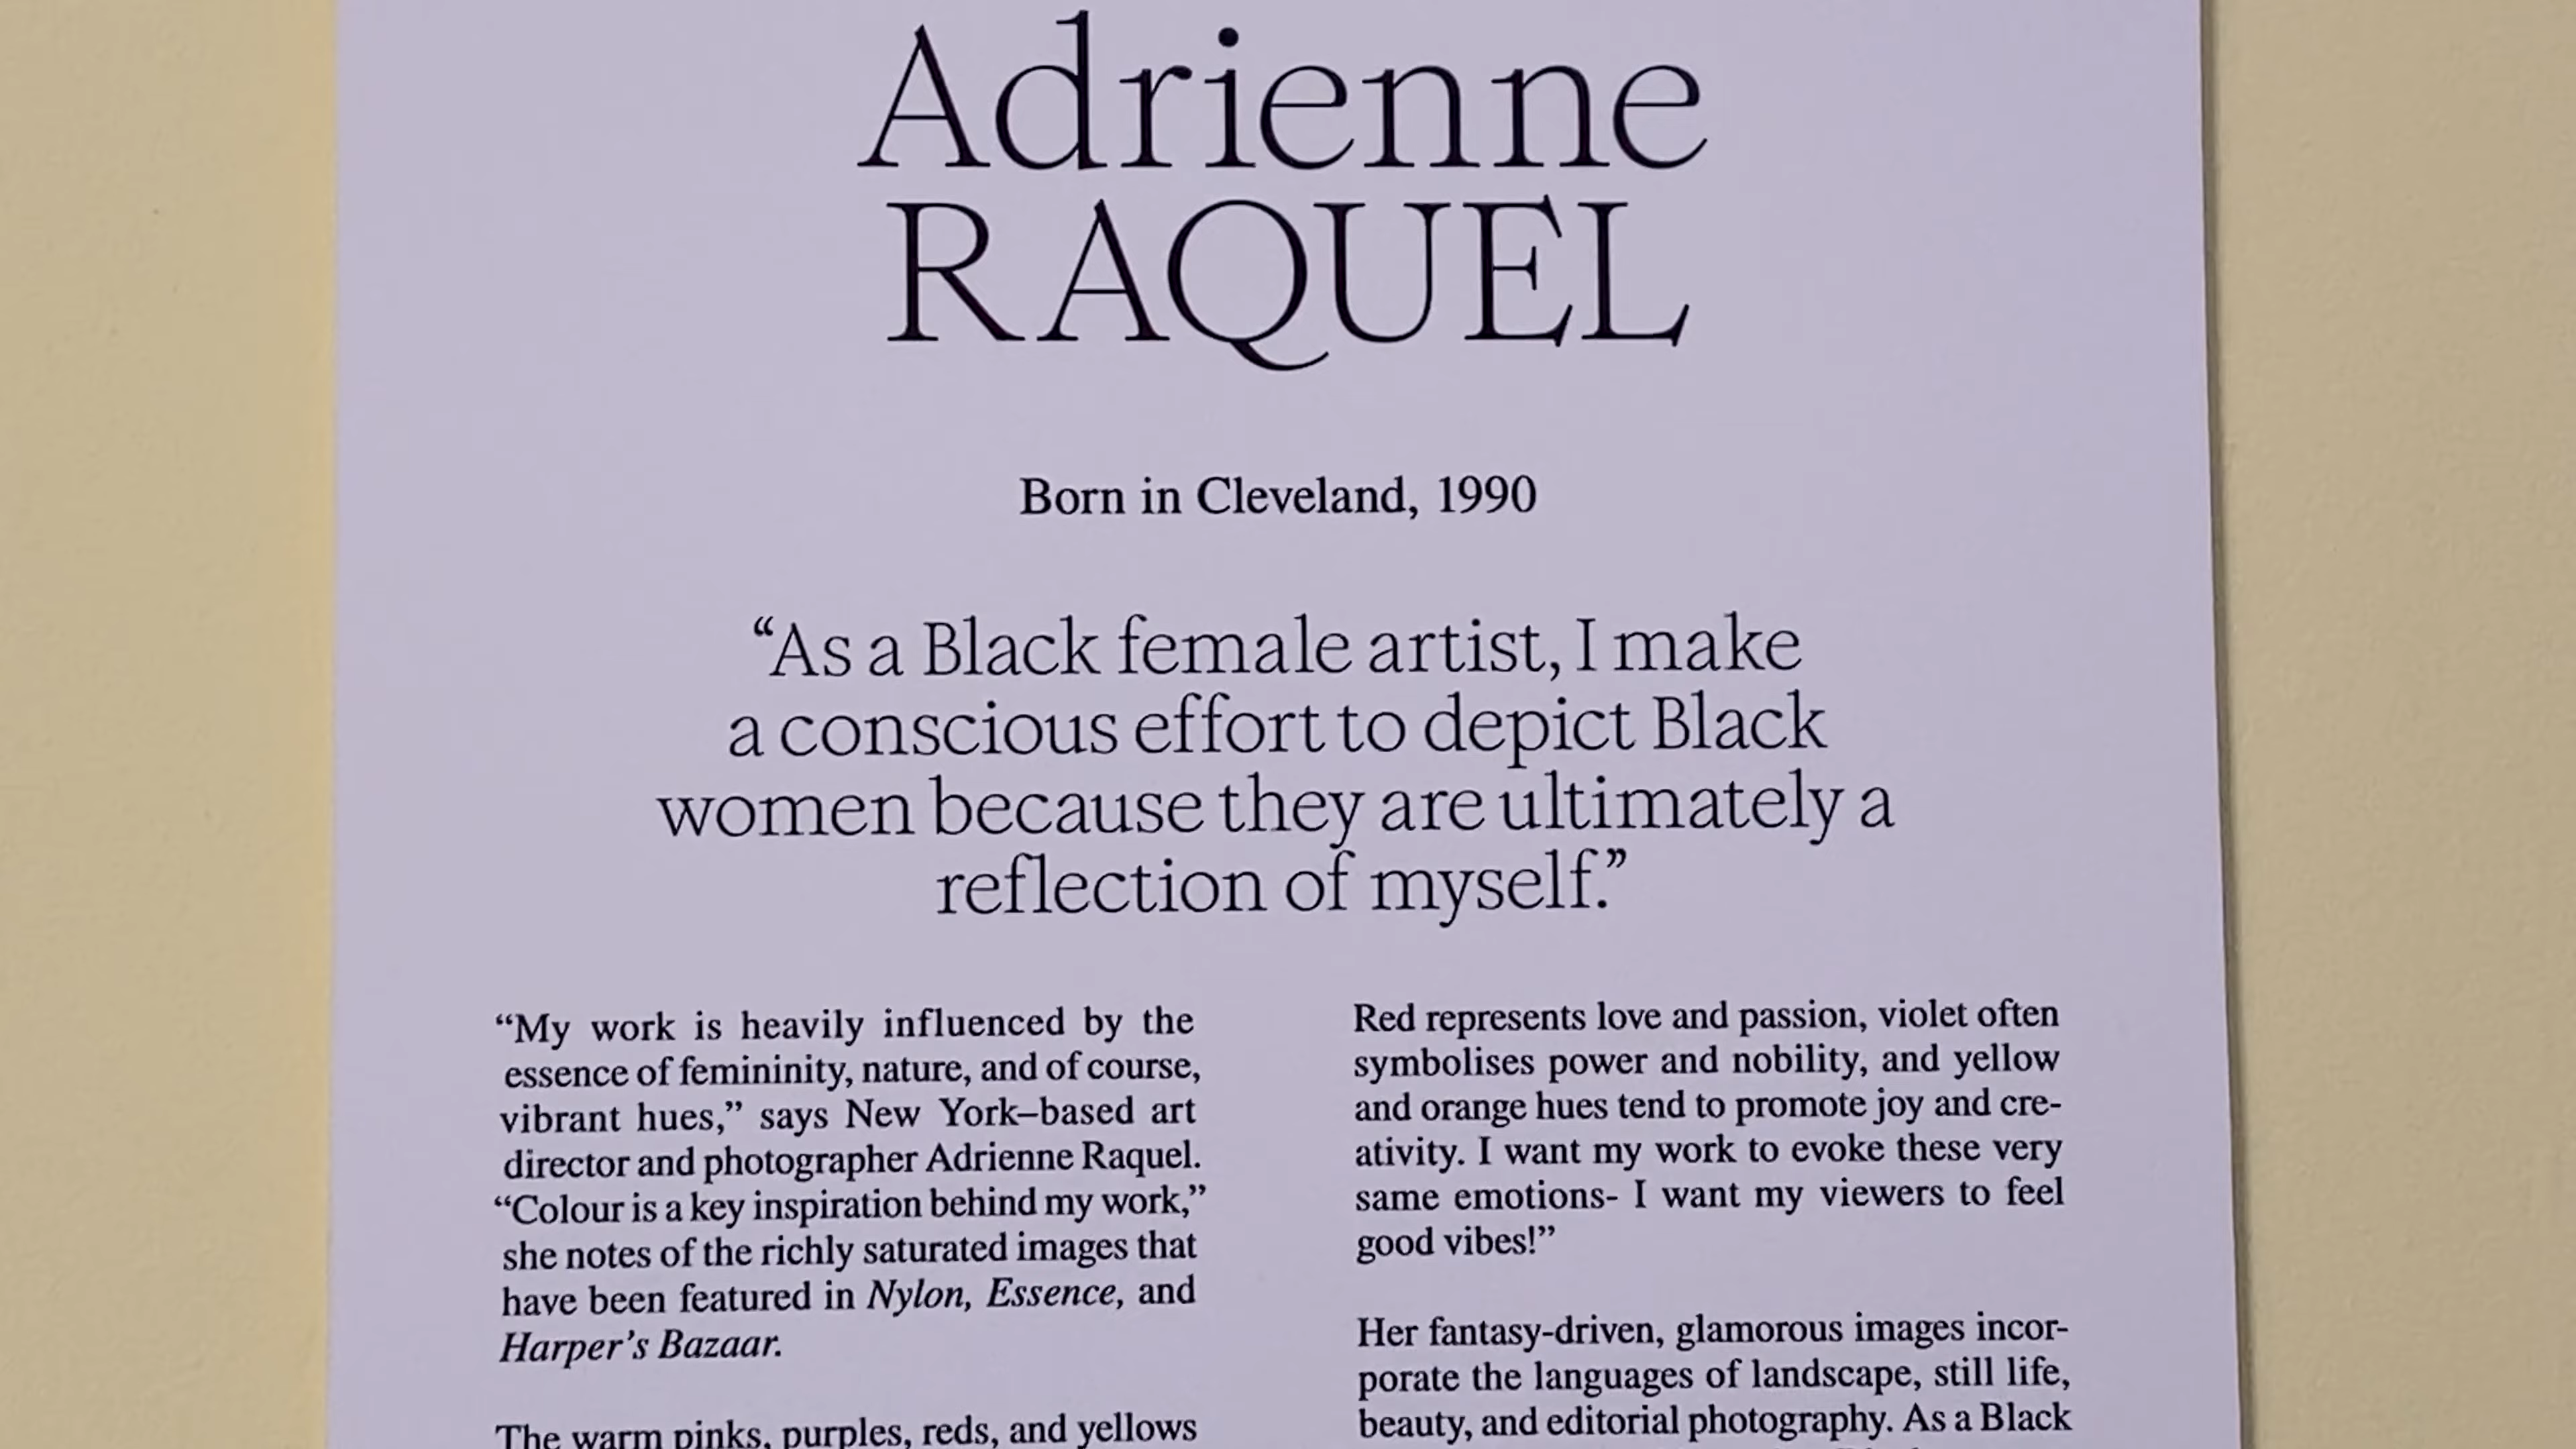 Adrienne
RAQUEL
Born in Cleveland, 1990
“As a Black female artist, I make
a conscious effort to depict Black
women because they are ultimately a
reflection of myself.”
“My work is heavily influenced by the
essence of femininity, nature, and of course,
vibrant hues,” says New York–based art
director and photographer Adrienne Raquel.
“Colour is a key inspiration behind my work,”
she notes of the richly saturated images that
have been featured in Nylon, Essence, and
Harper’s Bazaar.
The warm pinks, purples, reds, and yellows
Red represents love and passion, violet often
symbolises power and nobility, and yellow
and orange hues tend to promote joy and cre-
ativity. I want my work to evoke these very
same emotions- I want my viewers to feel
good vibes!”
Her fantasy-driven, glamorous images incor-
porate the languages of landscape, still life,
beauty, and editorial photography. As a Black